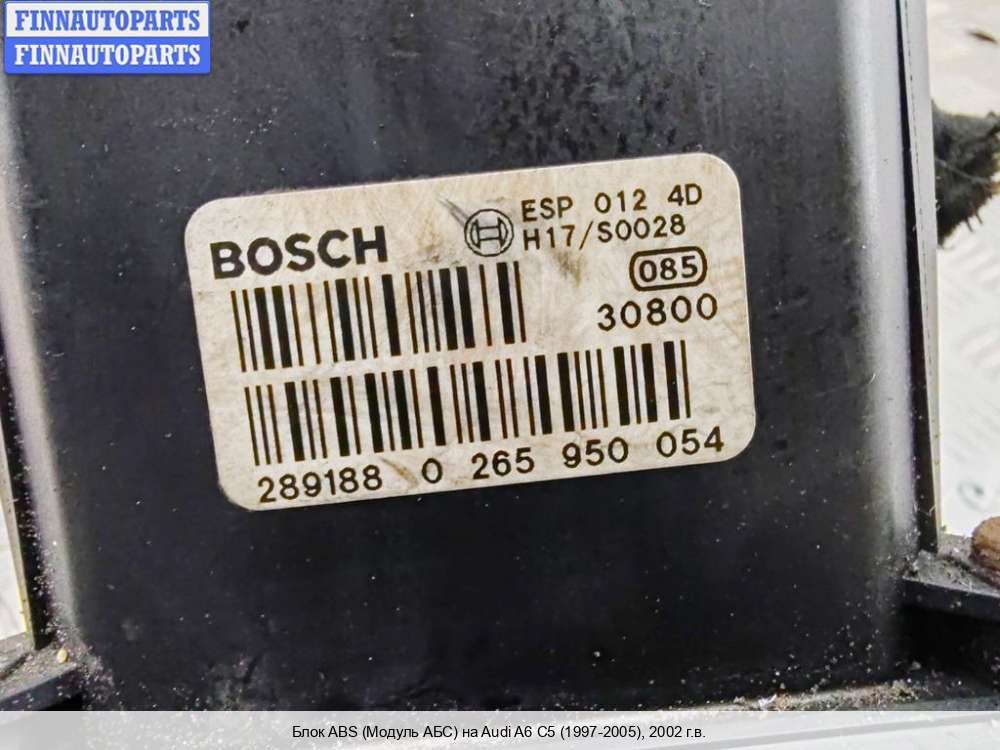 FINNAUTOPARTS
FINNAUTOPARTS
BOSCH
ESP 012 4D
H17/S0028
085
30800
289188 0 265 950 054
Блок ABS (Модуль АБС) на Audi A6 C5 (1997-2005), 2002 г.в.